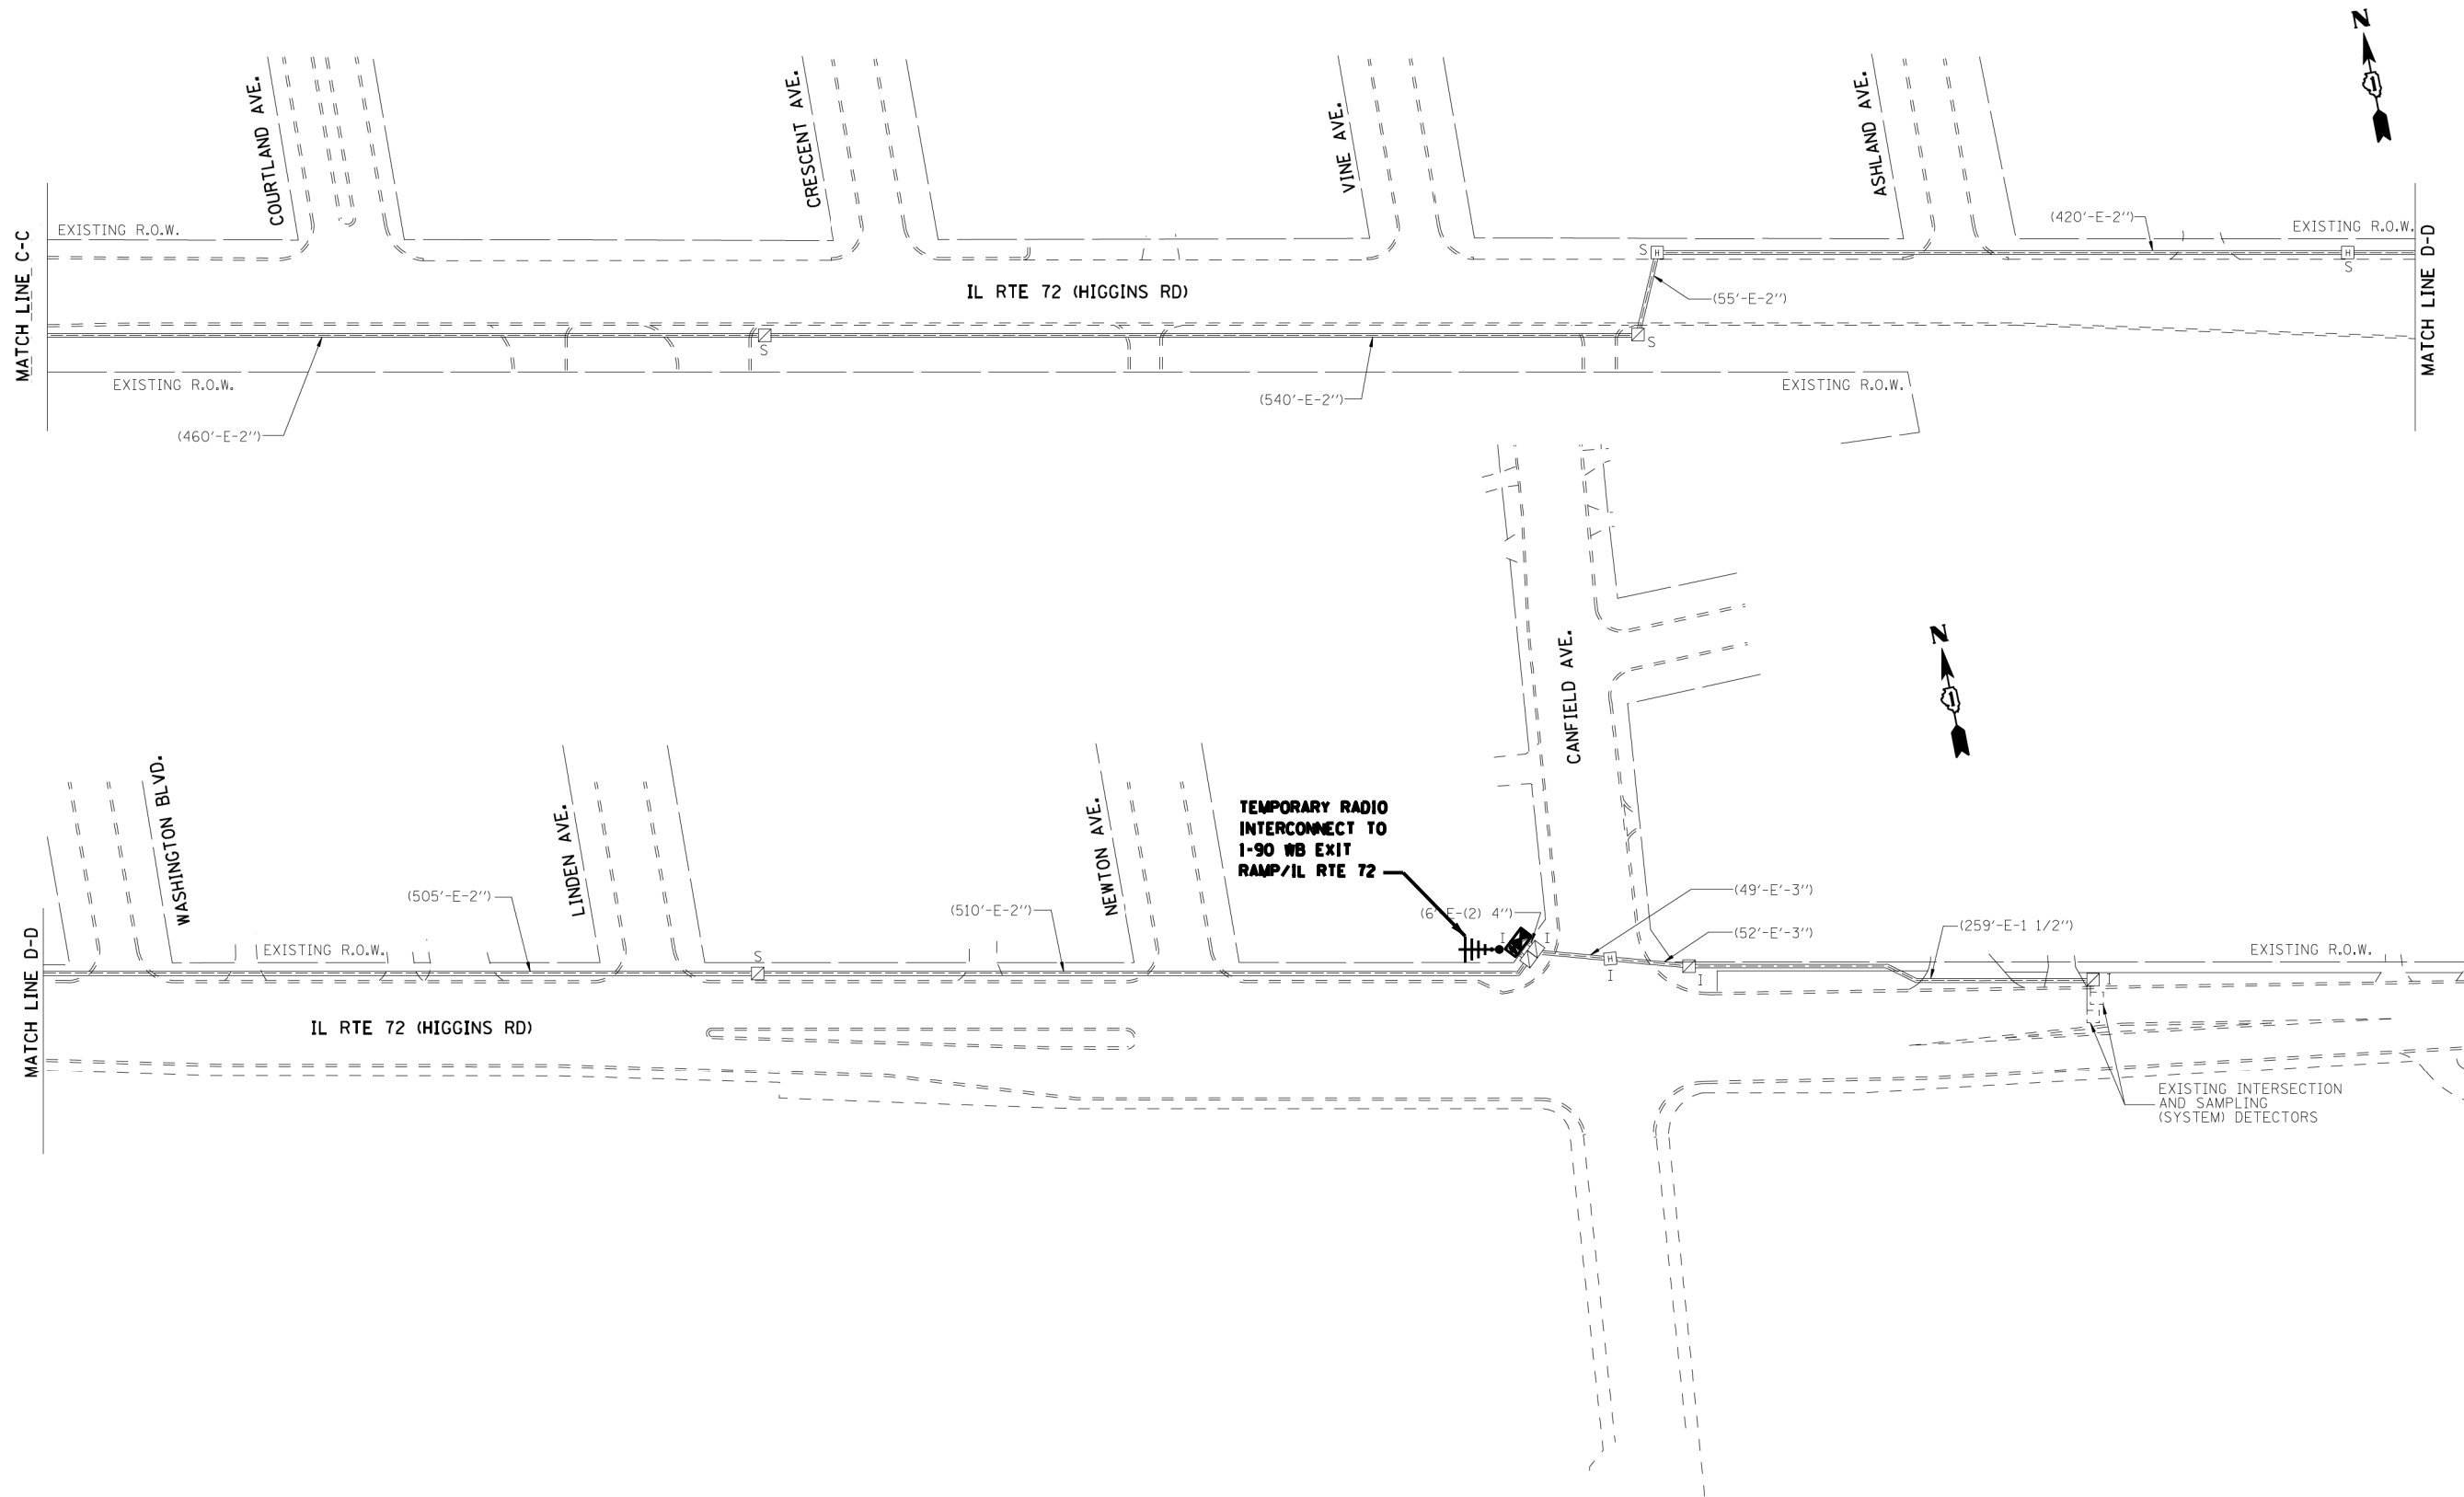 N
COURTLAND AVE.
CRESCENT AVE.
VINE AVE.
ASHLAND AVE.
MATCH LINE C-C
EXISTING R.O.W.
(420'-E-2")
EXISTING R.O.W.
MATCH LINE D-D
S
H
H
S
IL RTE 72 (HIGGINS RD)
(55'-E-2")
S
S
EXISTING R.O.W.
EXISTING R.O.W.
(540'-E-2")
(460'-E-2")
N
CANFIELD AVE.
WASHINGTON BLVD.
LINDEN AVE.
NEWTON AVE.
TEMPORARY RADIO
INTERCONNECT TO
I-90 WB EXIT
RAMP/IL RTE 72
(505'-E-2")
(510'-E-2")
(6' E-(2) 4")
(49'-E'-3")
(52'-E'-3")
(259'-E-1 1/2")
MATCH LINE D-D
EXISTING R.O.W.
S
I
I
H
I
I
I
EXISTING R.O.W.
IL RTE 72 (HIGGINS RD)
EXISTING INTERSECTION
AND SAMPLING
(SYSTEM) DETECTORS